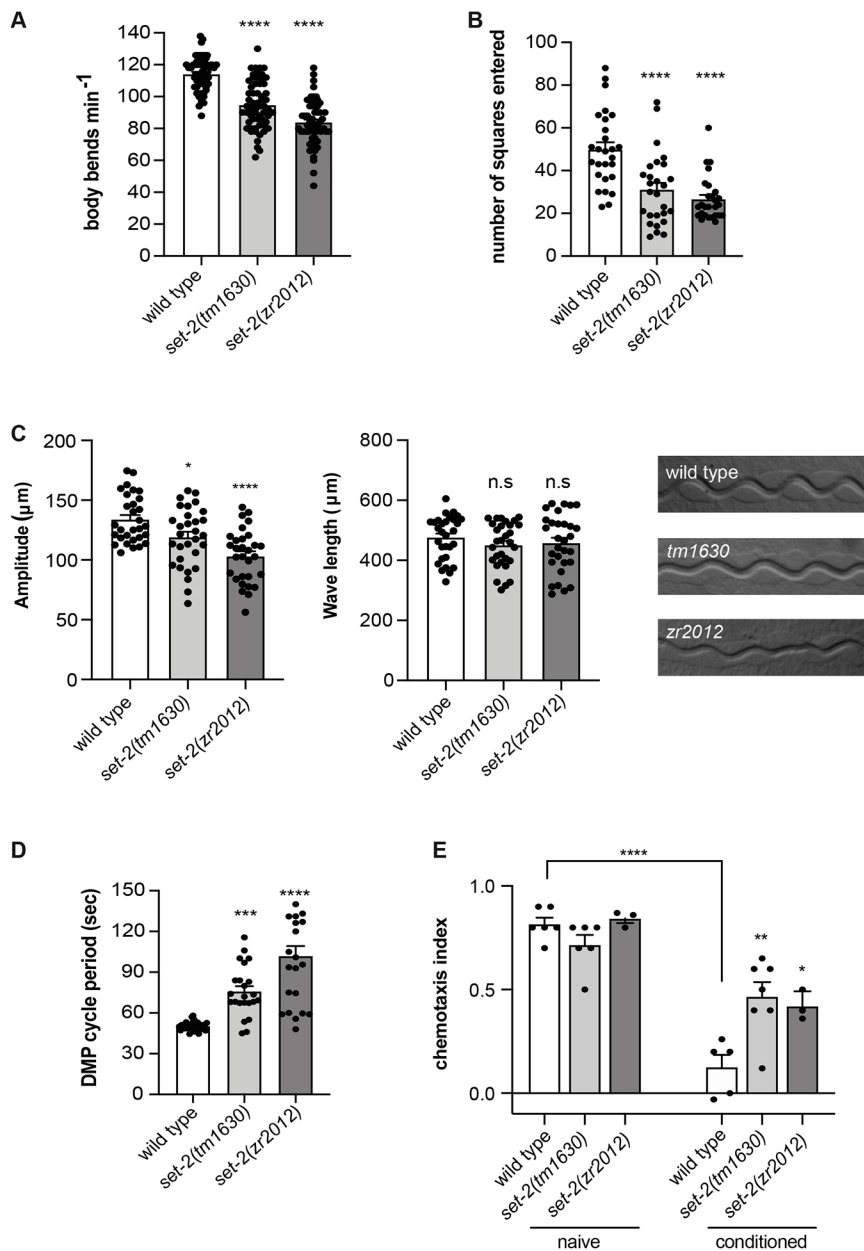 A
body bends min-1
140
120
100
80
60
40
20
0
**** ****
wild type
set-2(tm1630)
set-2(zr2012)
B
number of squares entered
100
80
60
40
20
0
**** ****
wild type
set-2(tm1630)
set-2(zr2012)
C
Amplitude (µm)
200
150
100
50
0
*
****
wild type
set-2(tm1630)
set-2(zr2012)
Wave length (µm)
800
600
400
200
0
n.s n.s
wild type
set-2(tm1630)
set-2(zr2012)
wild type
tm1630
zr2012
D
DMP cycle period (sec)
150
120
90
60
30
0
***
****
wild type
set-2(tm1630)
set-2(zr2012)
E
chemotaxis index
1.0
0.5
0.0
****
**
*
wild type
set-2(tm1630)
set-2(zr2012)
naive
wild type
set-2(tm1630)
set-2(zr2012)
conditioned